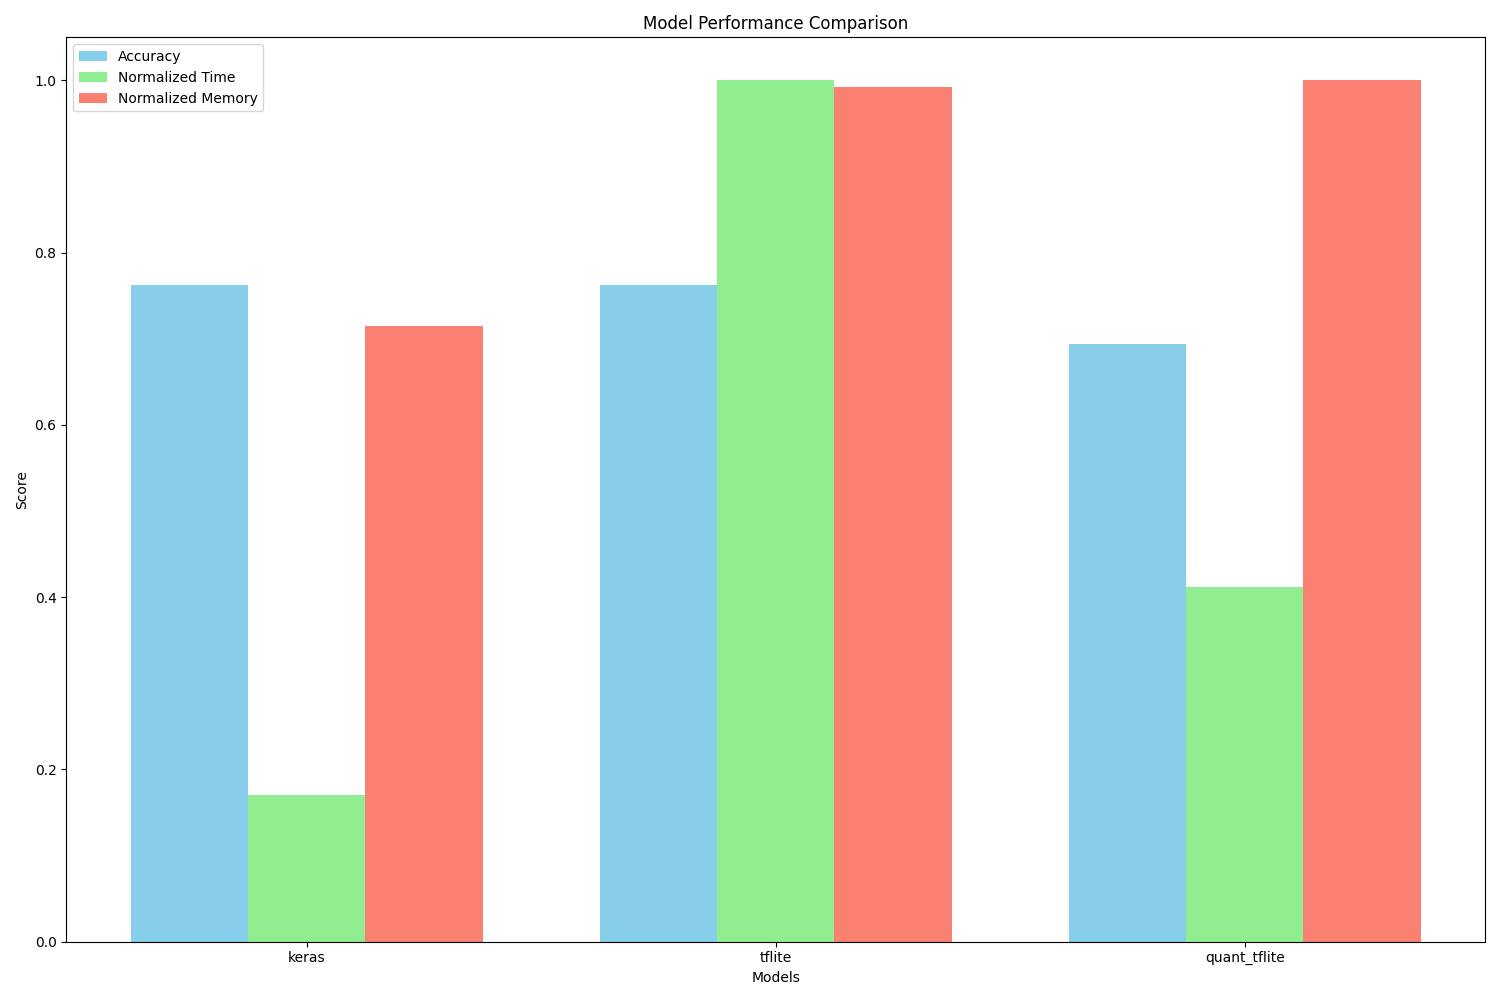 Model Performance Comparison
Accuracy
Normalized Time
Normalized Memory
1.0
0.8
0.6
0.4
0.2
0.0
Score
keras tflite quant_tflite
Models